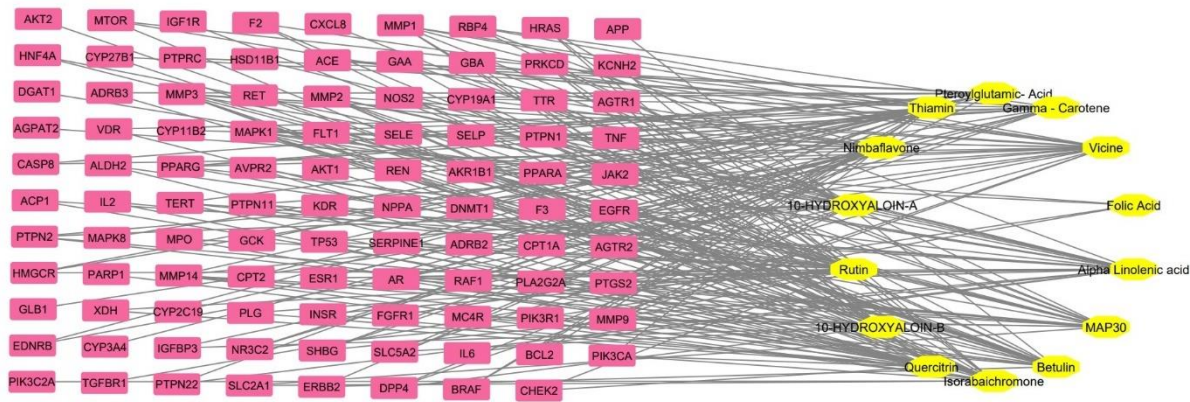 AKT2 MTOR IGF1R F2 CXCL8 MMP1 RBP4 HRAS APP
HNF4A CYP27B1 PTPRC HSD11B1 ACE GAA GBA PRKCD KCNH2
DGAT1 ADRB3 MMP3 RET MMP2 NOS2 CYP19A1 TTR AGTR1
AGPAT2 VDR CYP11B2 MAPK1 FLT1 SELE SELP PTPN1 TNF
CASP8 ALDH2 PPARG AVPR2 AKT1 REN AKR1B1 PPARA JAK2
ACP1 IL2 TERT PTPN11 KDR NPPA DNMT1 F3 EGFR
PTPN2 MAPK8 MPO GCK TP53 SERPINE1 ADRB2 CPT1A AGTR2
HMGCR PARP1 MMP14 CPT2 ESR1 AR RAF1 PLA2G2A PTGS2
GLB1 XDH CYP2C19 PLG INSR FGFR1 MC4R PIK3R1 MMP9
EDNRB CYP3A4 IGFBP3 NR3C2 SHBG SLC5A2 IL6 BCL2 PIK3CA
PIK3C2A TGFBR1 PTPN22 SLC2A1 ERBB2 DPP4 BRAF CHEK2
Pteroylglutamic- Acid
Thiamin Gamma - Carotene
Nimbaflavone Vicine
10-HYDROXYALOIN-A Folic Acid
Rutin Alpha Linolenic acid
10-HYDROXYALOIN-B MAP30
Quercitrin Betulin
Isorabaichromone